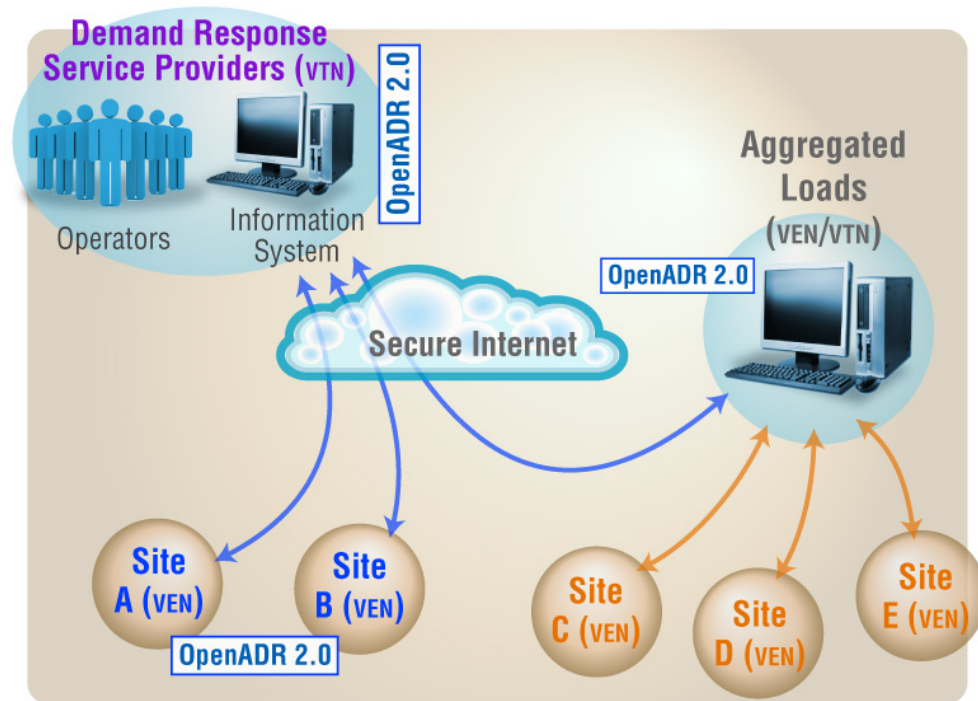 Demand Response
Service Providers (VTN)
OpenADR 2.0
Operators
Information
System
Aggregated
Loads
(VEN/VTN)
OpenADR 2.0
Secure Internet
Site
A (VEN)
Site
B (VEN)
OpenADR 2.0
Site
C (VEN)
Site
D (VEN)
Site
E (VEN)